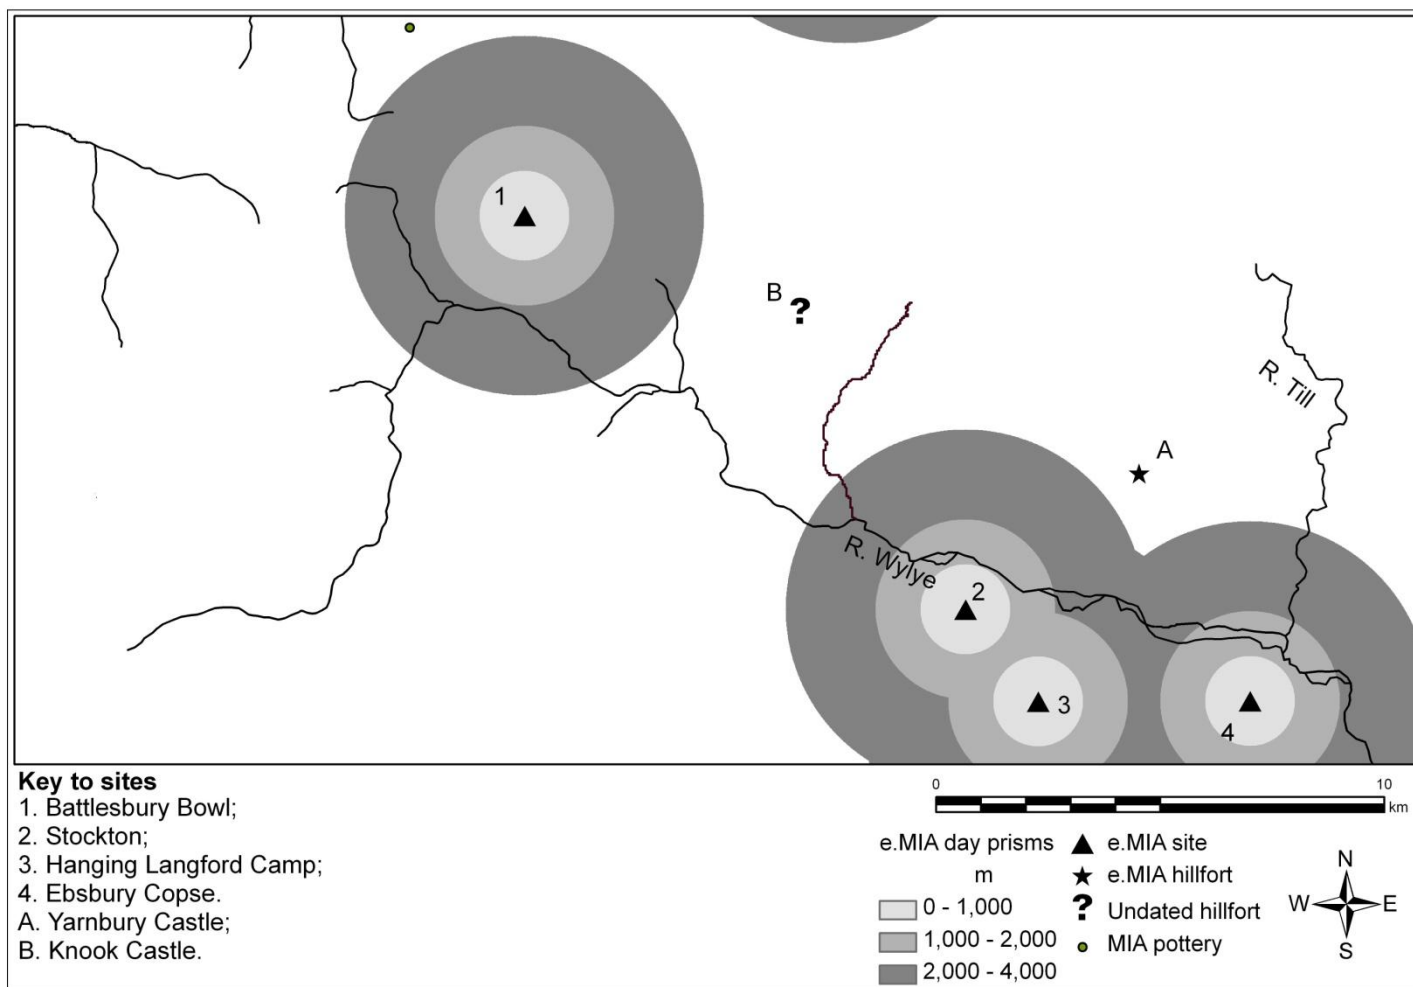 1
B
?
R. Till
A
R. Wylye
2
3
4
Key to sites
1. Battlesbury Bowl;
2. Stockton;
3. Hanging Langford Camp;
4. Ebsbury Copse.
A. Yarnbury Castle;
B. Knook Castle.
0 10
km
e.MIA day prisms
m
0 - 1,000
1,000 - 2,000
2,000 - 4,000
e.MIA site
e.MIA hillfort
? Undated hillfort
MIA pottery
N
W E
S